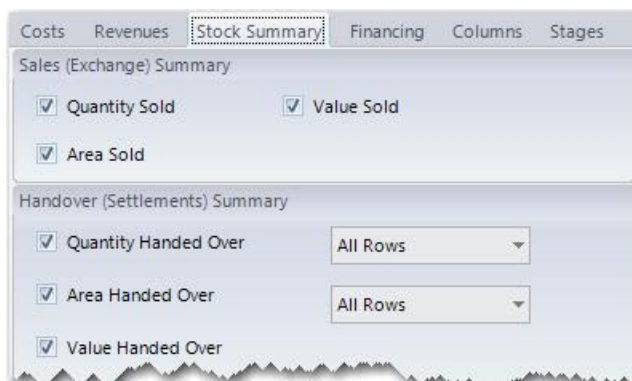 Costs Revenues Stock Summary Financing Columns Stages
Sales (Exchange) Summary
Quantity Sold Value Sold
Area Sold
Handover (Settlements) Summary
Quantity Handed Over All Rows
Area Handed Over All Rows
Value Handed Over